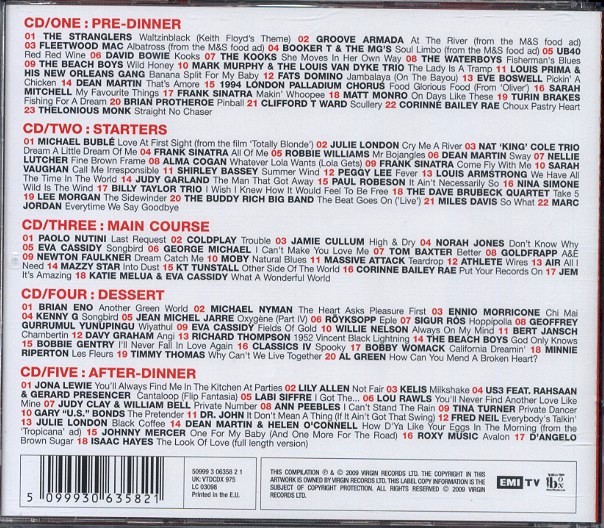 CD/ONE : PRE-DINNER
01 THE STRANGLERS Waltzinblack (Keith Floyd's Theme) 02 GROOVE ARMADA At The River (from the M&S food ad)
03 FLEETWOOD MAC Albatross (from the M&S food ad) 04 BOOKER T & THE MG'S Soul Limbo (from the M&S food ad) 05 UB40
Red Red Wine 06 DAVID BOWIE Kooks 07 THE KOOKS She Moves In Her Own Way 08 THE WATERBOYS Fisherman's Blues
09 THE BEACH BOYS Wild Honey 10 MARK MURPHY & THE LOUIS VAN DYKE TRIO The Lady Is A Tramp 11 LOUIS PRIMA &
HIS NEW ORLEANS GANG Banana Split For My Baby 12 FATS DOMINO Jambalaya (On The Bayou) 13 EVE BOSWELL Pickin' A
Chicken 14 DEAN MARTIN That's Amore 15 1994 LONDON PALLADIUM CHORUS Food Glorious Food (From 'Oliver') 16 SARAH
MITCHELL My Favourite Things 17 FRANK SINATRA Makin' Whoopee 18 MATT MONRO On Days Like These 19 TURIN BRAKES
Fishing For A Dream 20 BRIAN PROTHEROE Pinball 21 CLIFFORD T WARD Scullery 22 CORINNE BAILEY RAE Choux Pastry Heart
23 THELONIOUS MONK Straight No Chaser
CD/TWO : STARTERS
01 MICHAEL BUBLÉ Love At First Sight (from the film 'Totally Blonde') 02 JULIE LONDON Cry Me A River 03 NAT 'KING' COLE TRIO
Dream A Little Dream Of Me 04 FRANK SINATRA All Of Me 05 ROBBIE WILLIAMS Mr Bojangles 06 DEAN MARTIN Sway 07 NELLIE
LUTCHER Fine Brown Frame 08 ALMA COGAN Whatever Lola Wants (Lola Gets) 09 FRANK SINATRA Come Fly With Me 10 SARAH
VAUGHAN Call Me Irresponsible 11 SHIRLEY BASSEY Summer Wind 12 PEGGY LEE Fever 13 LOUIS ARMSTRONG We Have All
The Time In The World 14 JUDY GARLAND The Man That Got Away 15 PAUL ROBESON It Ain't Necessarily So 16 NINA SIMONE
Wild Is The Wind 17 BILLY TAYLOR TRIO I Wish I Knew How It Would Feel To Be Free 18 THE DAVE BRUBECK QUARTET Take 5
19 LEE MORGAN The Sidewinder 20 THE BUDDY RICH BIG BAND The Beat Goes On ('Live') 21 MILES DAVIS So What 22 MARC
JORDAN Everytime We Say Goodbye
CD/THREE : MAIN COURSE
01 PAOLO NUTINI Last Request 02 COLDPLAY Trouble 03 JAMIE CULLUM High & Dry 04 NORAH JONES Don't Know Why
05 EVA CASSIDY Songbird 06 GEORGE MICHAEL I Can't Make You Love Me 07 TOM BAXTER Better 08 GOLDFRAPP A&E
09 NEWTON FAULKNER Dream Catch Me 10 MOBY Natural Blues 11 MASSIVE ATTACK Teardrop 12 ATHLETE Wires 13 AIR All I
Need 14 MAZZY STAR Into Dust 15 KT TUNSTALL Other Side Of The World 16 CORINNE BAILEY RAE Put Your Records On 17 JEM
It's Amazing 18 KATIE MELUA & EVA CASSIDY What A Wonderful World
CD/FOUR : DESSERT
01 BRIAN ENO Another Green World 02 MICHAEL NYMAN The Heart Asks Pleasure First 03 ENNIO MORRICONE Chi Mai
04 KENNY G Songbird 05 JEAN MICHEL JARRE Oxygène (Part IV) 06 RÖYKSOPP Eple 07 SIGUR RÓS Hoppipolla 08 GEOFFREY
GURRUMUL YUNUPINGU Wiyathul 09 EVA CASSIDY Fields Of Gold 10 WILLIE NELSON Always On My Mind 11 BERT JANSCH
Chambertin 12 DAVY GRAHAM Angi 13 RICHARD THOMPSON 1952 Vincent Black Lightning 14 THE BEACH BOYS God Only Knows
15 BOBBIE GENTRY I'll Never Fall In Love Again 16 CLASSICS IV Spooky 17 BOBBY WOMACK California Dreamin' 18 MINNIE
RIPERTON Les Fleurs 19 TIMMY THOMAS Why Can't We Live Together 20 AL GREEN How Can You Mend A Broken Heart?
CD/FIVE : AFTER-DINNER
01 JONA LEWIE You'll Always Find Me In The Kitchen At Parties 02 LILY ALLEN Not Fair 03 KELIS Milkshake 04 US3 FEAT. RAHSAAN
& GERARD PRESENCER Cantaloop (Flip Fantasia) 05 LABI SIFFRE I Got The... 06 LOU RAWLS You'll Never Find Another Love Like
Mine 07 JUDY CLAY & WILLIAM BELL Private Number 08 ANN PEEBLES I Can't Stand The Rain 09 TINA TURNER Private Dancer
10 GARY "U.S." BONDS The Pretender 11 DR. JOHN It Don't Mean A Thing (If It Ain't Got That Swing) 12 FRED NEIL Everybody's Talkin'
13 JULIE LONDON Black Coffee 14 DEAN MARTIN & HELEN O'CONNELL How D'Ya Like Your Eggs In The Morning (from the
'Tropicana' ad) 15 JOHNNY MERCER One For My Baby (And One More For The Road) 16 ROXY MUSIC Avalon 17 D'ANGELO
Brown Sugar 18 ISAAC HAYES The Look Of Love (full length version)
5 099930 635821
50999 3 06358 2 1
UK: VTDCDX 975
LC 03098
Printed in the E.U.
THIS COMPILATION ℗ & © 2009 VIRGIN RECORDS LTD. THE COPYRIGHT IN THIS
ARTWORK IS OWNED BY VIRGIN RECORDS LTD. THIS LABEL COPY INFORMATION IS THE
SUBJECT OF COPYRIGHT PROTECTION. ALL RIGHTS RESERVED. © 2009 VIRGIN
RECORDS LTD.
EMI TV